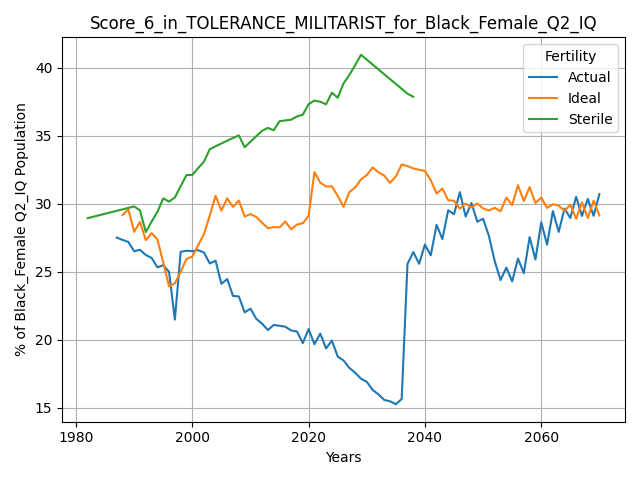 Score_6_in_TOLERANCE_MILITARIST_for_Black_Female_Q2_IQ
Fertility
Actual
Ideal
Sterile
% of Black_Female Q2_IQ Population
40
35
30
25
20
15
1980
2000
2020
2040
2060
Years